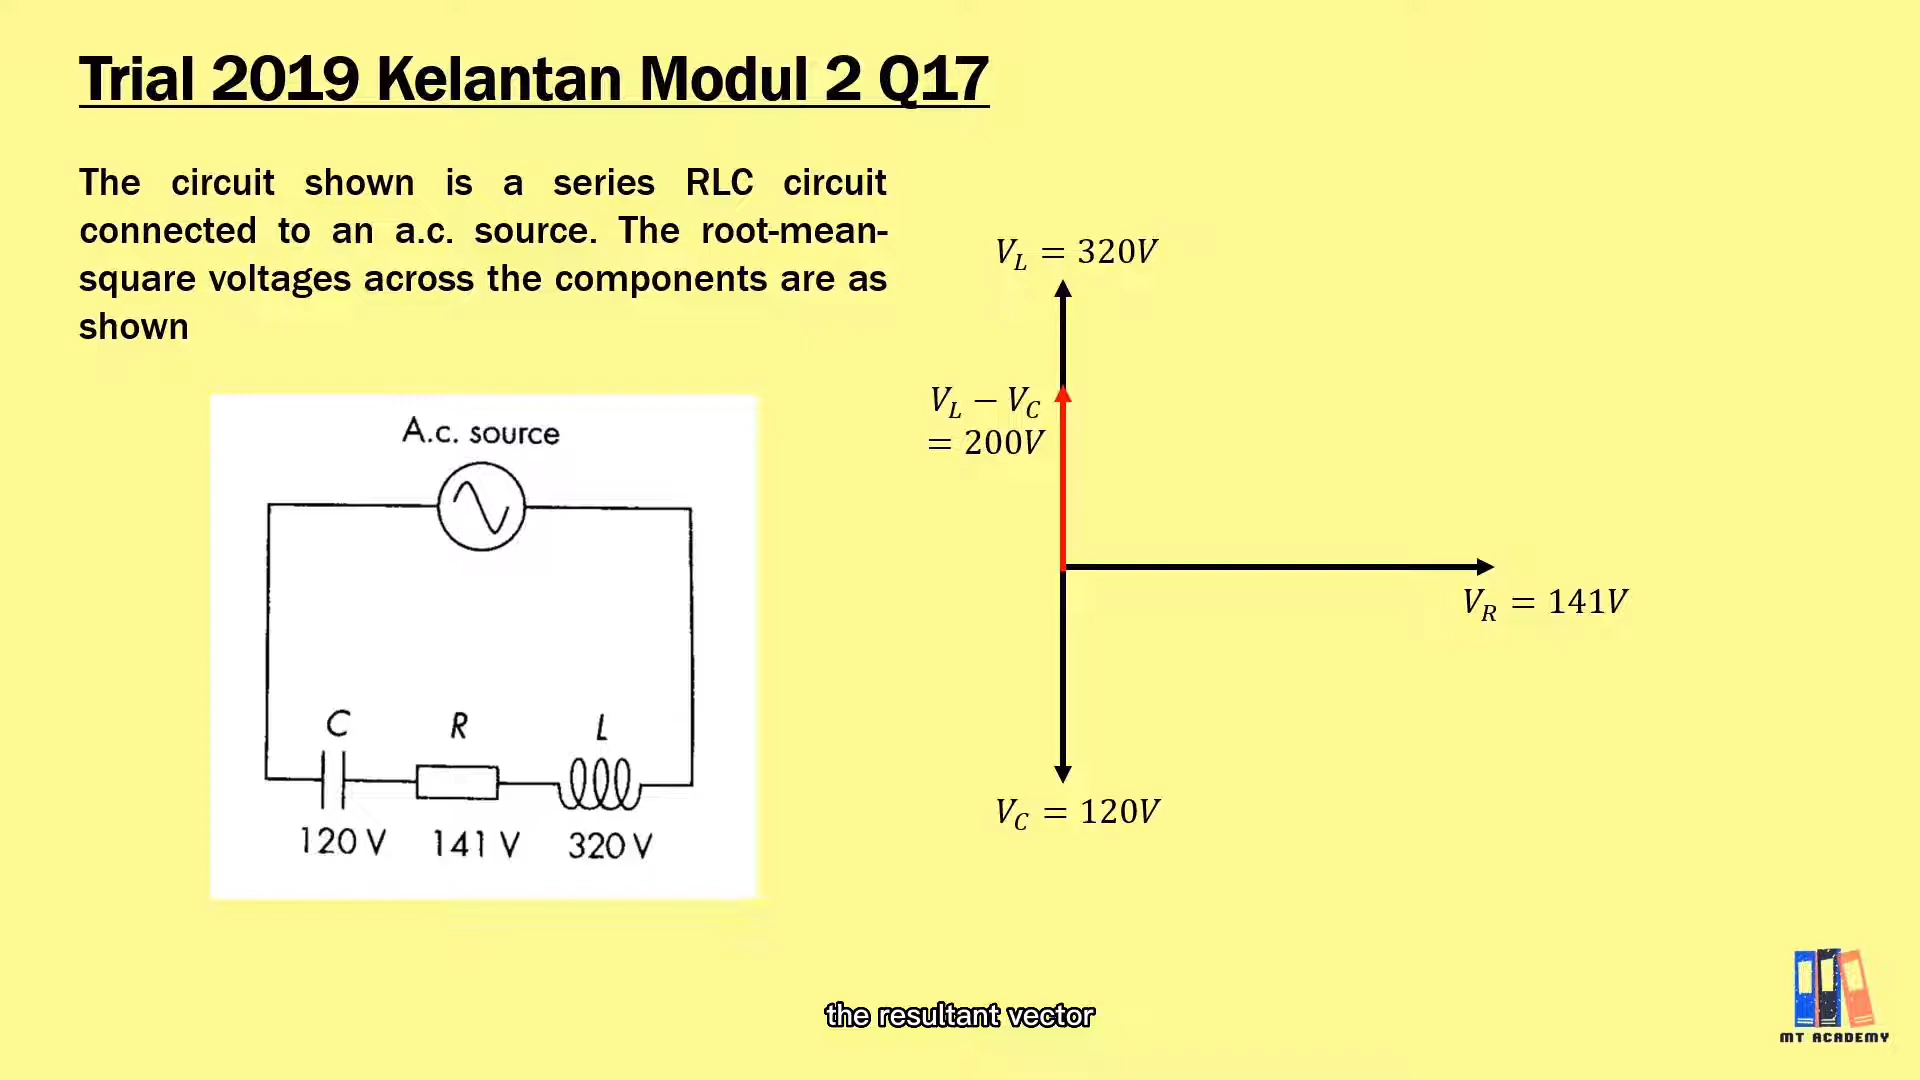 Trial 2019 Kelantan Modul 2 Q17
The circuit shown is a series RLC circuit
connected to an a.c. source. The root-mean-
square voltages across the components are as
shown
A.c. source
C R L
120 V 141 V 320 V
V_L = 320V
V_L − V_C
= 200V
V_R = 141V
V_C = 120V
the resultant vector
MT ACADEMY